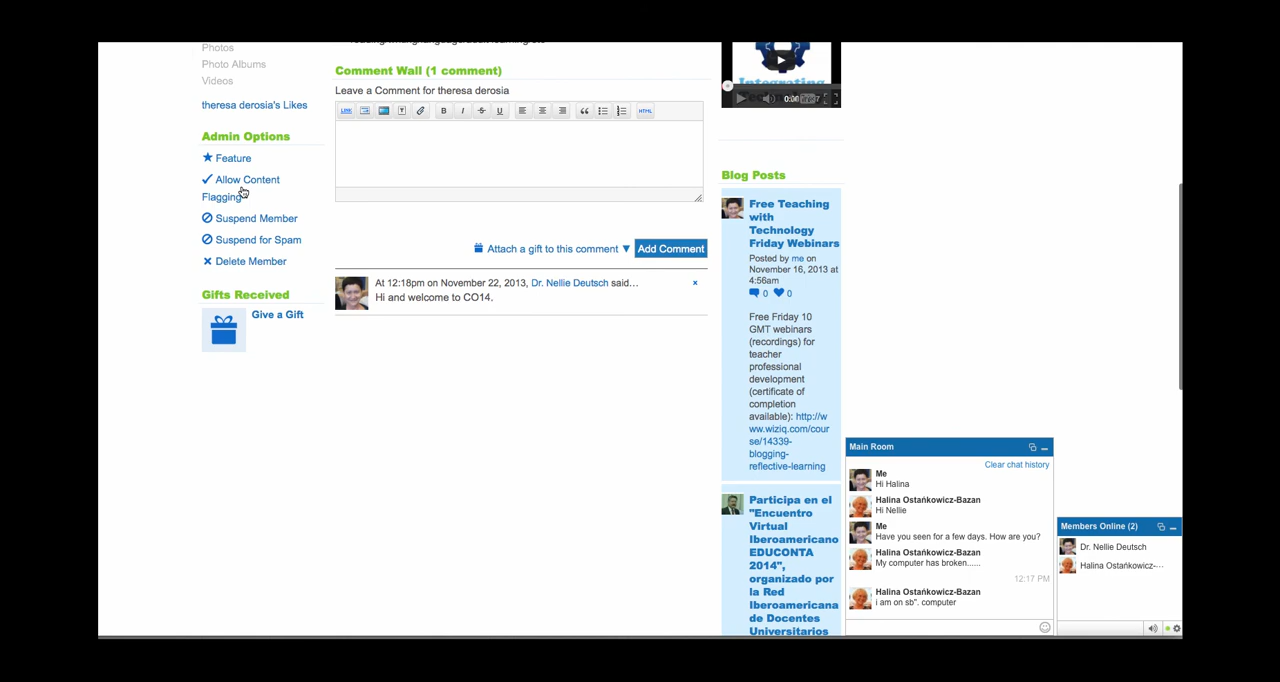 Photos
Photo Albums
Videos
theresa derosia's Likes
Admin Options
Feature
Allow Content
Flagging
Suspend Member
Suspend for Spam
Delete Member
Gifts Received
Give a Gift
Comment Wall (1 comment)
Leave a Comment for theresa derosia
LINK
T
B I S U
HTML
Attach a gift to this comment ▼ Add Comment
At 12:18pm on November 22, 2013, Dr. Nellie Deutsch said…
x
Hi and welcome to CO14.
Integrating
Blog Posts
Free Teaching
with
Technology
Friday Webinars
Posted by me on
November 16, 2013 at
4:56am
0 0
Free Friday 10
GMT webinars
(recordings) for
teacher
professional
development
(certificate of
completion
available): http://w
ww.wiziq.com/cour
se/14339-
blogging-
reflective-learning
Participa en el
"Encuentro
Virtual
Iberoamericano
EDUCONTA
2014",
organizado por
la Red
Iberoamericana
de Docentes
Universitarios
Main Room
Clear chat history
Me
Hi Halina
Halina Ostańkowicz-Bazan
Hi Nellie
Me
Have you seen for a few days. How are you?
Halina Ostańkowicz-Bazan
My computer has broken......
12:17 PM
Halina Ostańkowicz-Bazan
i am on sb". computer
Members Online (2)
Dr. Nellie Deutsch
Halina Ostańkowicz-···